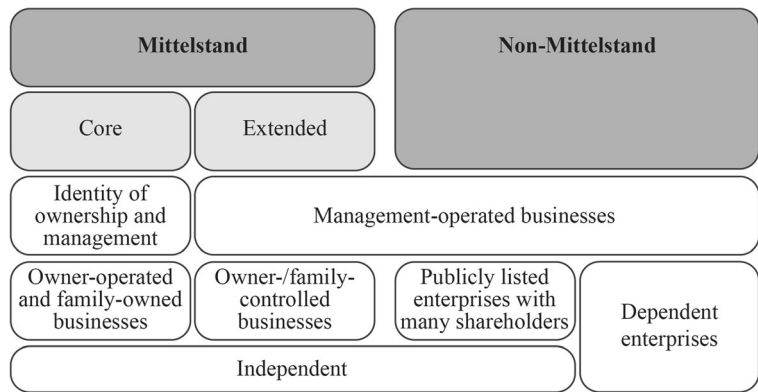 Mittelstand
Non-Mittelstand
Core
Extended
Identity of
ownership and
management
Management-operated businesses
Owner-operated
and family-owned
businesses
Owner-/family-
controlled
businesses
Publicly listed
enterprises with
many shareholders
Dependent
enterprises
Independent